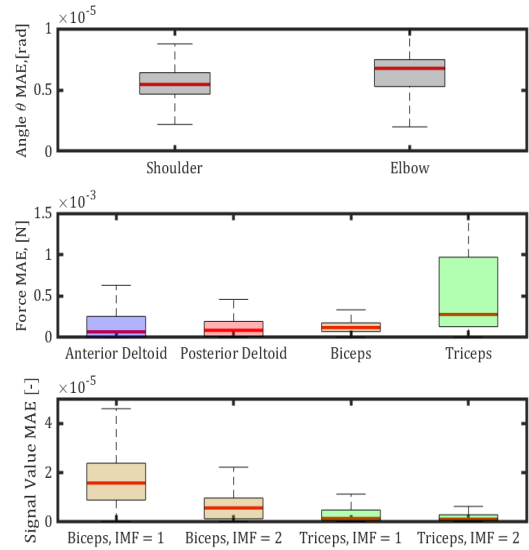 ×10⁻⁵
1
0.5
0
Angle θ MAE,[rad]
Shoulder
Elbow
×10⁻³
1.5
1
0.5
0
Force MAE, [N]
Anterior Deltoid
Posterior Deltoid
Biceps
Triceps
×10⁻⁵
4
2
0
Signal Value MAE [-]
Biceps, IMF = 1
Biceps, IMF = 2
Triceps, IMF = 1
Triceps, IMF = 2